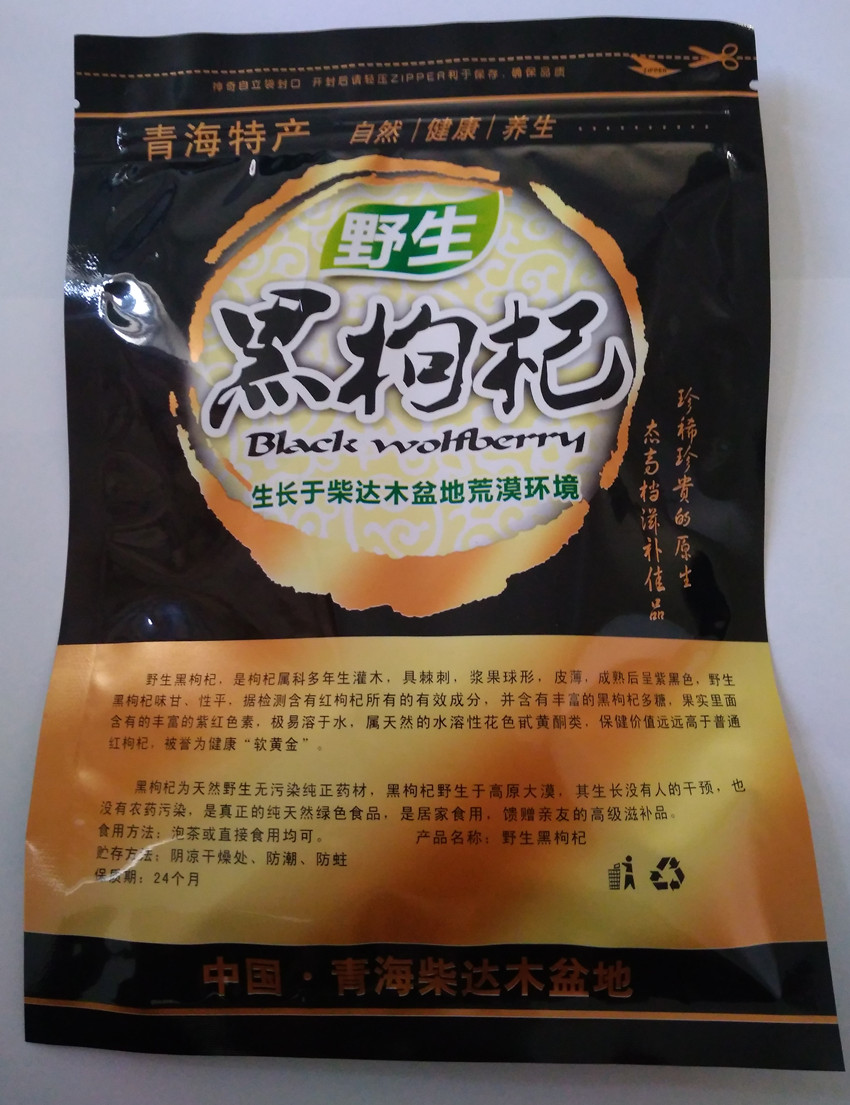 神奇自立袋封口 开封后请轻压ZIPPER利于保存，确保品质
ZIPPER
青海特产 自然 | 健康 | 养生
野生
黑枸杞
Black wolfberry
生长于柴达木盆地荒漠环境
珍稀珍贵的原生
态高档滋补佳品
野生黑枸杞，是枸杞属科多年生灌木，具棘刺，浆果球形，皮薄，成熟后呈紫黑色，野生
黑枸杞味甘、性平，据检测含有红枸杞所有的有效成分，并含有丰富的黑枸杞多糖，果实里面
含有的丰富的紫红色素，极易溶于水，属天然的水溶性花色甙黄酮类，保健价值远远高于普通
红枸杞，被誉为健康“软黄金”。
黑枸杞为天然野生无污染纯正药材，黑枸杞野生于高原大漠，其生长没有人的干预，也
没有农药污染，是真正的纯天然绿色食品，是居家食用，馈赠亲友的高级滋补品。
食用方法：泡茶或直接食用均可。 产品名称：野生黑枸杞
贮存方法：阴凉干燥处、防潮、防蛀
保质期：24个月
中国·青海柴达木盆地